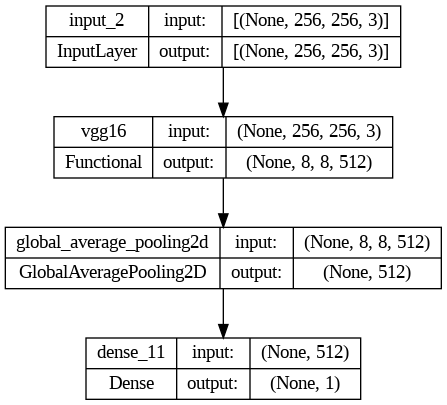 input_2 input: [(None, 256, 256, 3)]
InputLayer output: [(None, 256, 256, 3)]
vgg16 input: (None, 256, 256, 3)
Functional output: (None, 8, 8, 512)
global_average_pooling2d input: (None, 8, 8, 512)
GlobalAveragePooling2D output: (None, 512)
dense_11 input: (None, 512)
Dense output: (None, 1)